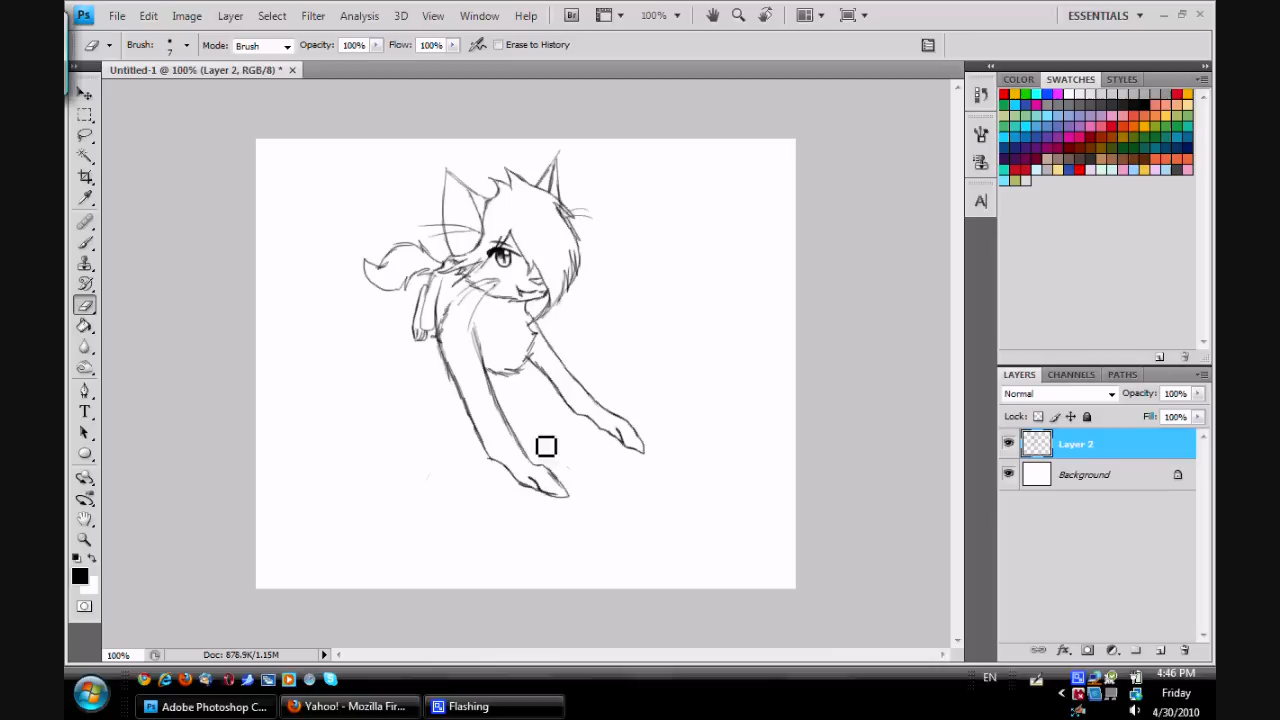 Ps File Edit Image Layer Select Filter Analysis 3D View Window Help Br 100% ESSENTIALS
Brush: 7 Mode: Brush Opacity: 100% Flow: 100% Erase to History
Untitled-1 @ 100% (Layer 2, RGB/8) *
COLOR SWATCHES STYLES
A
T
LAYERS CHANNELS PATHS
Normal Opacity: 100%
Lock: Fill: 100%
Layer 2
Background
100% Doc: 878.9K/1.15M
EN
4:46 PM
Friday
4/30/2010
Ps Adobe Photoshop C...
Yahoo! - Mozilla Fir...
Flashing